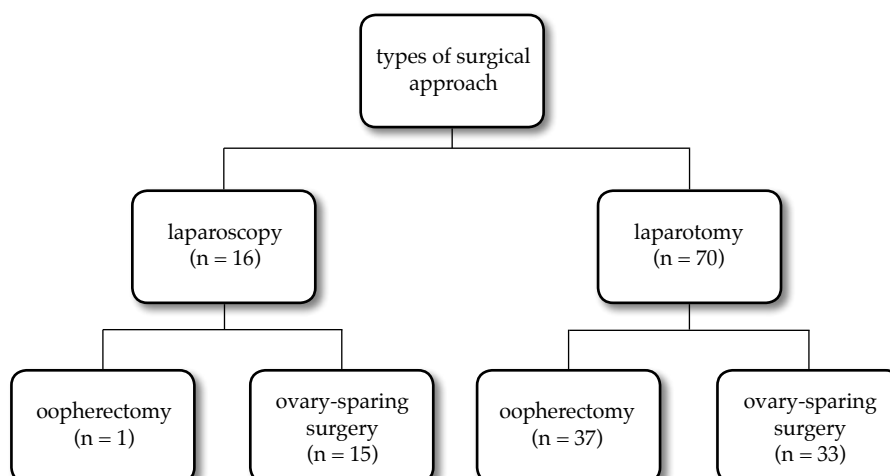 types of surgical
approach
laparoscopy
(n = 16)
laparotomy
(n = 70)
oopherectomy
(n = 1)
ovary-sparing
surgery
(n = 15)
oopherectomy
(n = 37)
ovary-sparing
surgery
(n = 33)